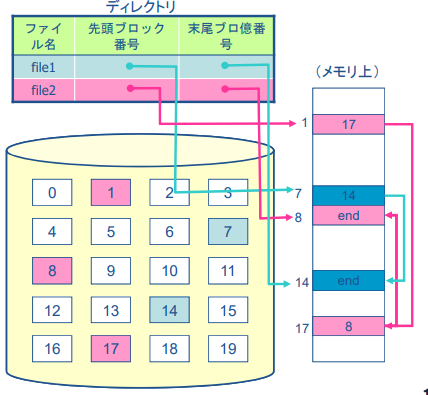 ディレクトリ
ファイル名 先頭ブロック番号 末尾ブロ億番号
file1
file2
(メモリ上)
1 17
7 14
8 end
14 end
17 8
0 1 2 3
4 5 6 7
8 9 10 11
12 13 14 15
16 17 18 19
1